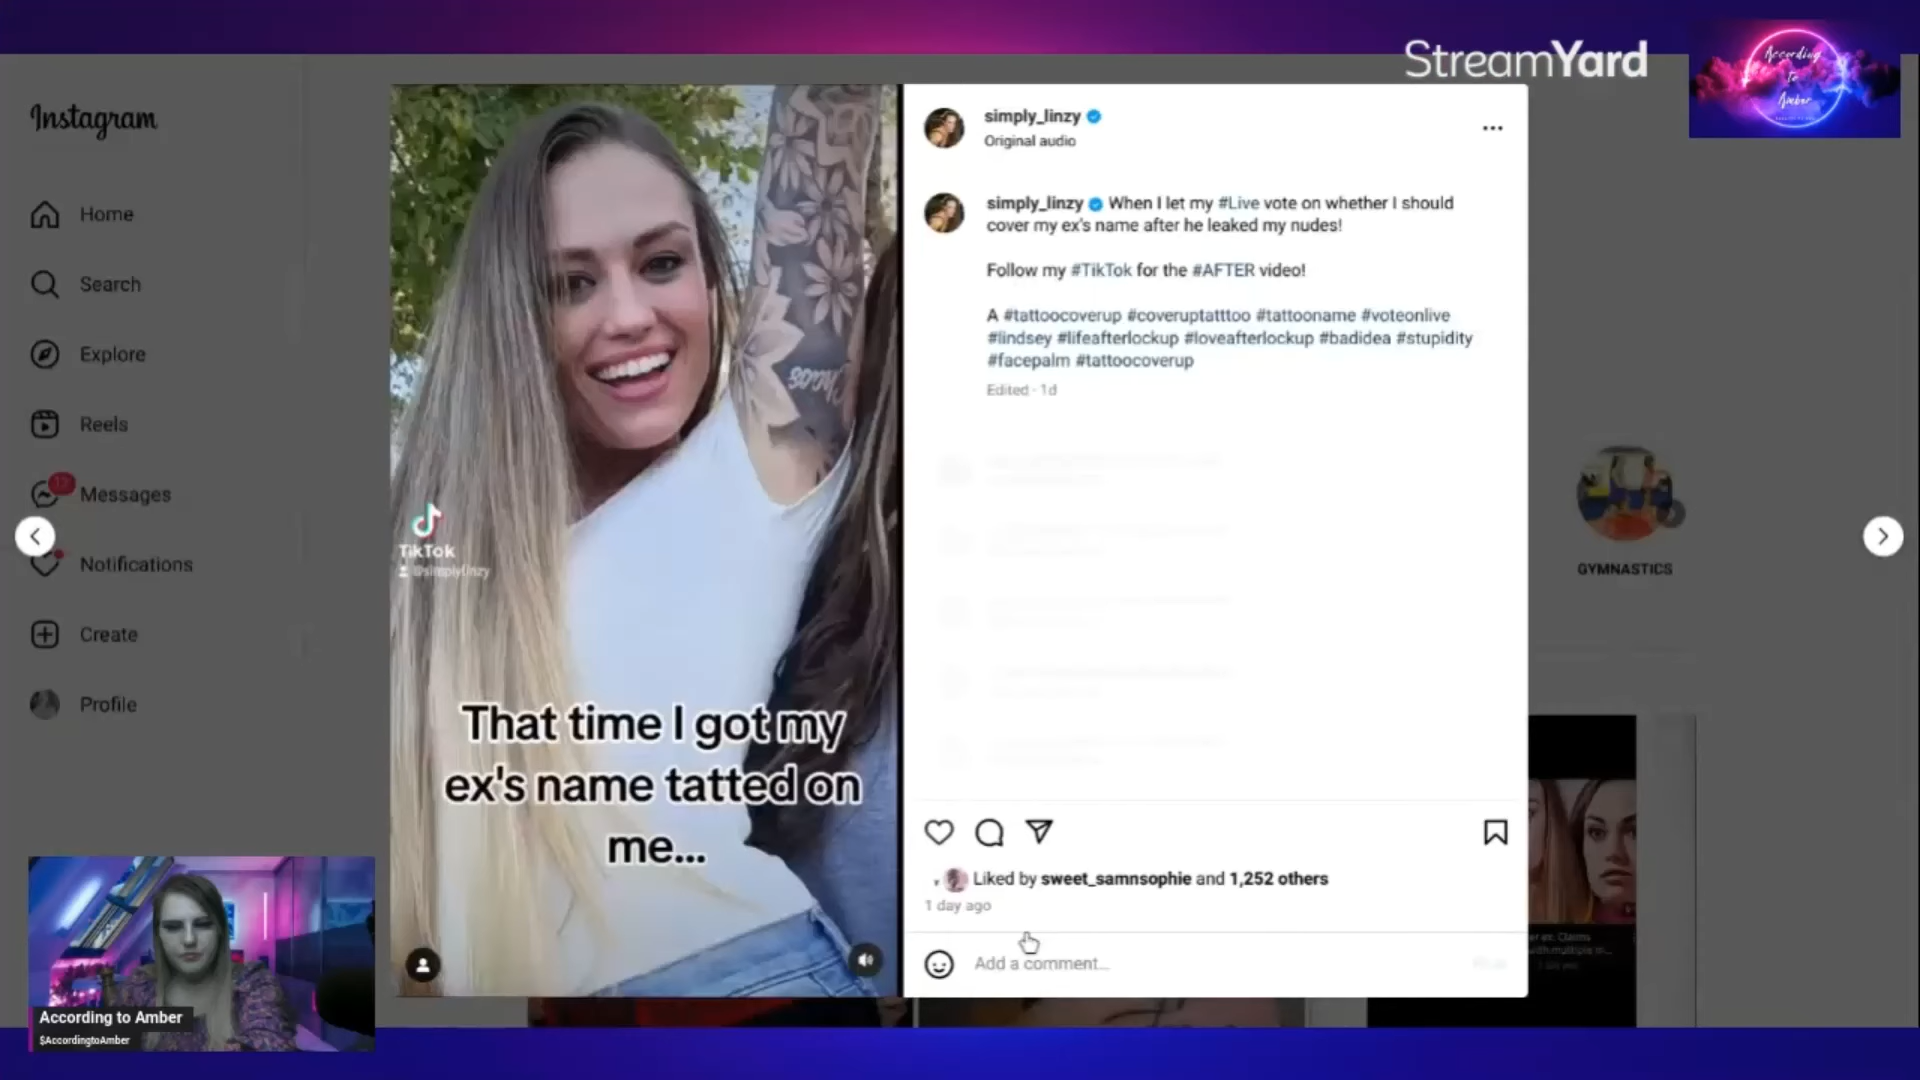 StreamYard
According
to
Amber
Instagram
Home
Search
Explore
Reels
Messages
Notifications
Create
Profile
simply_linzy
Original audio
simply_linzy When I let my #Live vote on whether I should
cover my ex's name after he leaked my nudes!
Follow my #TikTok for the #AFTER video!
A #tattoocoverup #coveruptatttoo #tattooname #voteonlive
#lindsey #lifeafterlockup #loveafterlockup #badidea #stupidity
#facepalm #tattoocoverup
Edited · 1d
TikTok
@simplylinzy
That time I got my
ex's name tatted on
me...
GYMNASTICS
Liked by sweet_samnsophie and 1,252 others
1 day ago
Add a comment...
According to Amber
$AccordingtoAmber